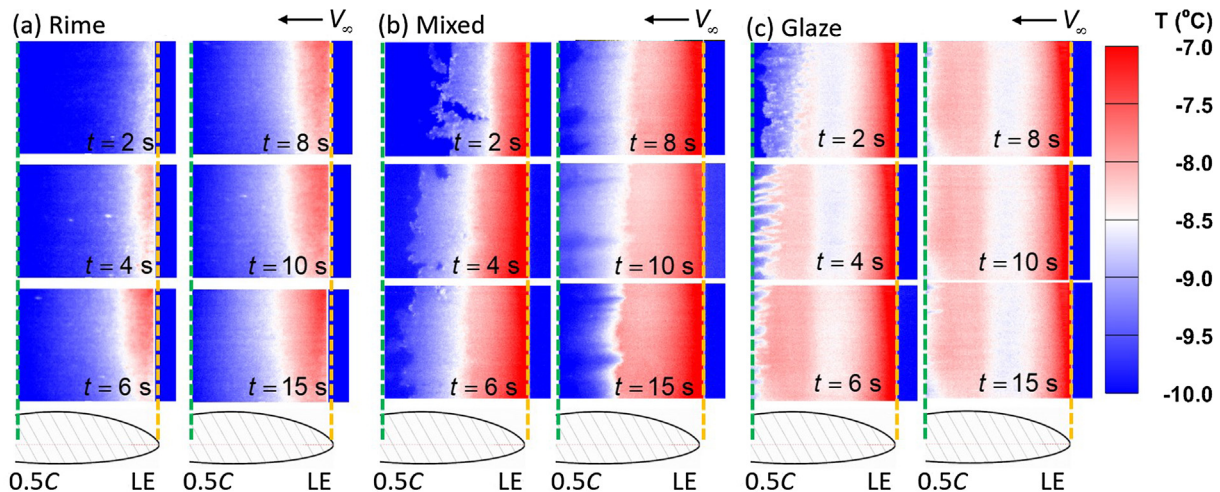 (a) Rime
V∞
(b) Mixed
V∞
(c) Glaze
V∞
T (°C)
t = 2 s
t = 8 s
t = 2 s
t = 8 s
t = 2 s
t = 8 s
t = 4 s
t = 10 s
t = 4 s
t = 10 s
t = 4 s
t = 10 s
t = 6 s
t = 15 s
t = 6 s
t = 15 s
t = 6 s
t = 15 s
-7.0
-7.5
-8.0
-8.5
-9.0
-9.5
-10.0
0.5C LE
0.5C LE
0.5C LE
0.5C LE
0.5C LE
0.5C LE